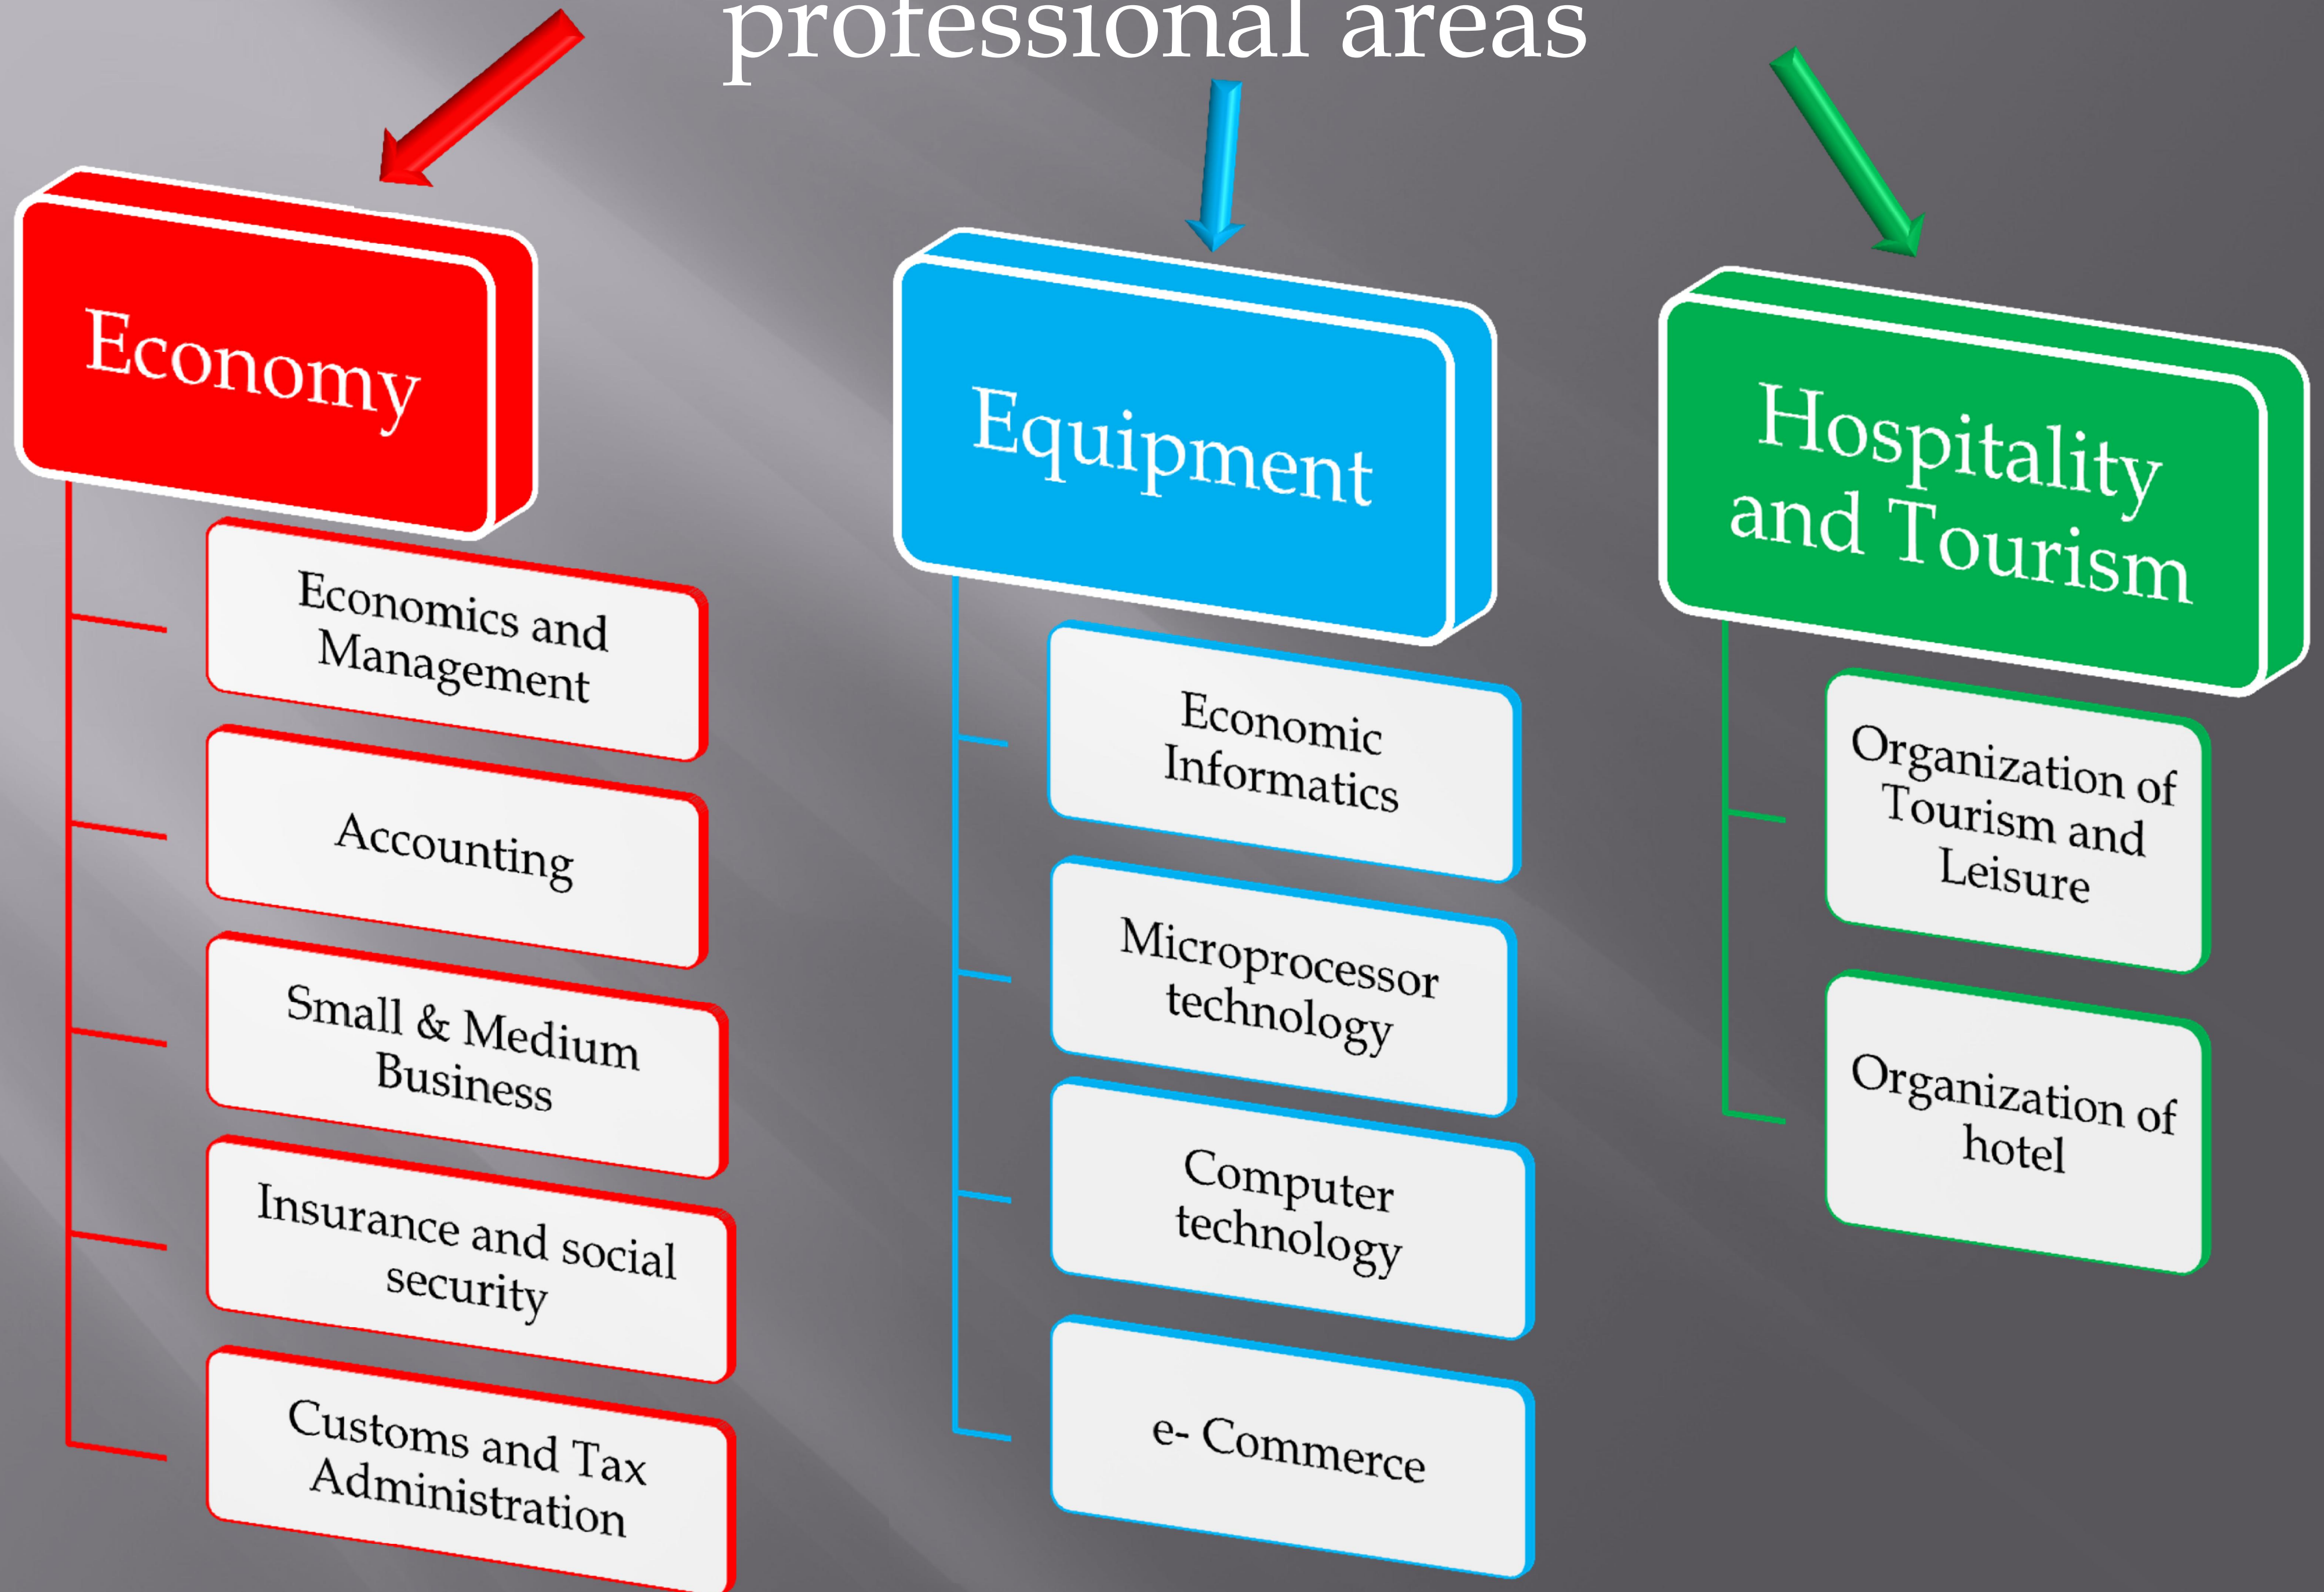 professional areas
Economy
Economics and
Management
Accounting
Small & Medium
Business
Insurance and social
security
Customs and Tax
Administration
Equipment
Economic
Informatics
Microprocessor
technology
Computer
technology
e- Commerce
Hospitality
and Tourism
Organization of
Tourism and
Leisure
Organization of
hotel